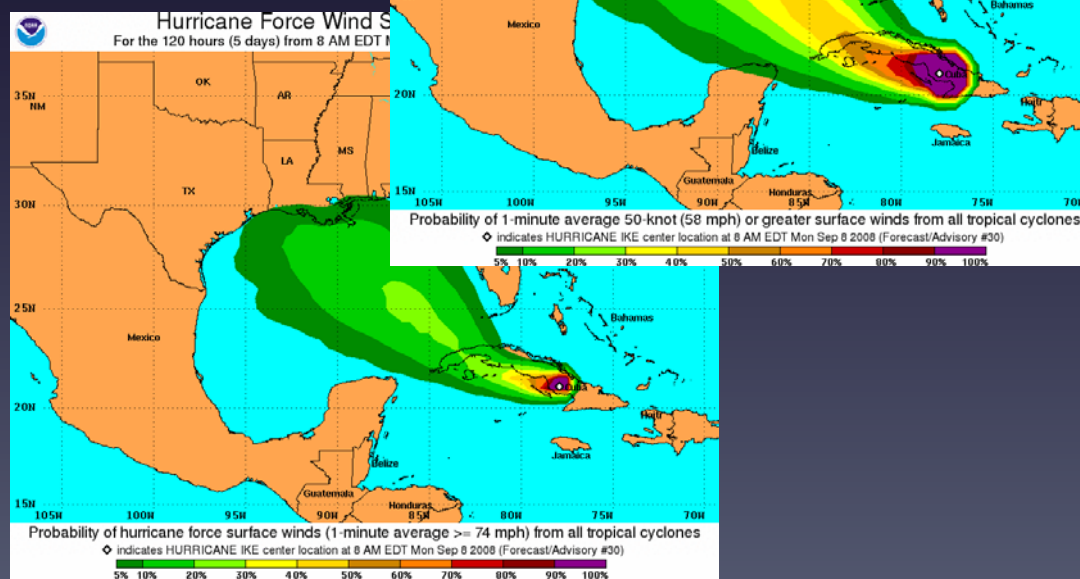 Hurricane Force Wind S
For the 120 hours (5 days) from 8 AM EDT
NM
OK
AR
TX
LA
MS
35N
30N
25N
20N
15N
Mexico
Bahamas
Cuba
Haiti
Jamaica
Belize
Guatemala
Honduras
105W 100W 95W 90W 85W 80W 75W 70W
Probability of hurricane force surface winds (1-minute average >= 74 mph) from all tropical cyclones
indicates HURRICANE IKE center location at 8 AM EDT Mon Sep 8 2008 (Forecast/Advisory #30)
5% 10% 20% 30% 40% 50% 60% 70% 80% 90% 100%
Mexico
Bahamas
Cuba
20N
Haiti
Jamaica
Belize
Guatemala
Honduras
15N
105W 100W 95W 90W 85W 80W 75W 70
Probability of 1-minute average 50-knot (58 mph) or greater surface winds from all tropical cyclones
indicates HURRICANE IKE center location at 8 AM EDT Mon Sep 8 2008 (Forecast/Advisory #30)
5% 10% 20% 30% 40% 50% 60% 70% 80% 90% 100%